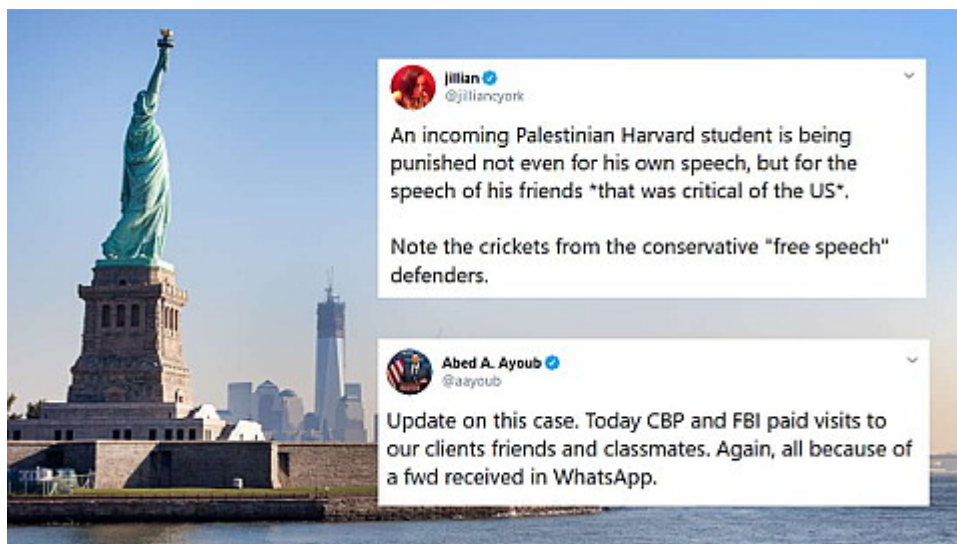 jillian
@jilliancyork
An incoming Palestinian Harvard student is being
punished not even for his own speech, but for the
speech of his friends *that was critical of the US*.
Note the crickets from the conservative "free speech"
defenders.
Abed A. Ayoub
@aayoub
Update on this case. Today CBP and FBI paid visits to
our clients friends and classmates. Again, all because of
a fwd received in WhatsApp.